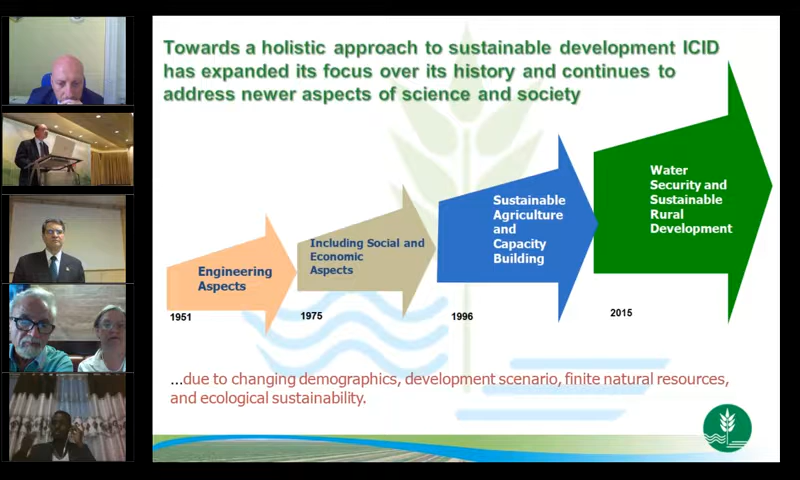 Towards a holistic approach to sustainable development ICID
has expanded its focus over its history and continues to
address newer aspects of science and society
Engineering
Aspects
1951
Including Social and
Economic
Aspects
1975
Sustainable
Agriculture
and
Capacity
Building
1996
Water
Security and
Sustainable
Rural
Development
2015
...due to changing demographics, development scenario, finite natural resources,
and ecological sustainability.